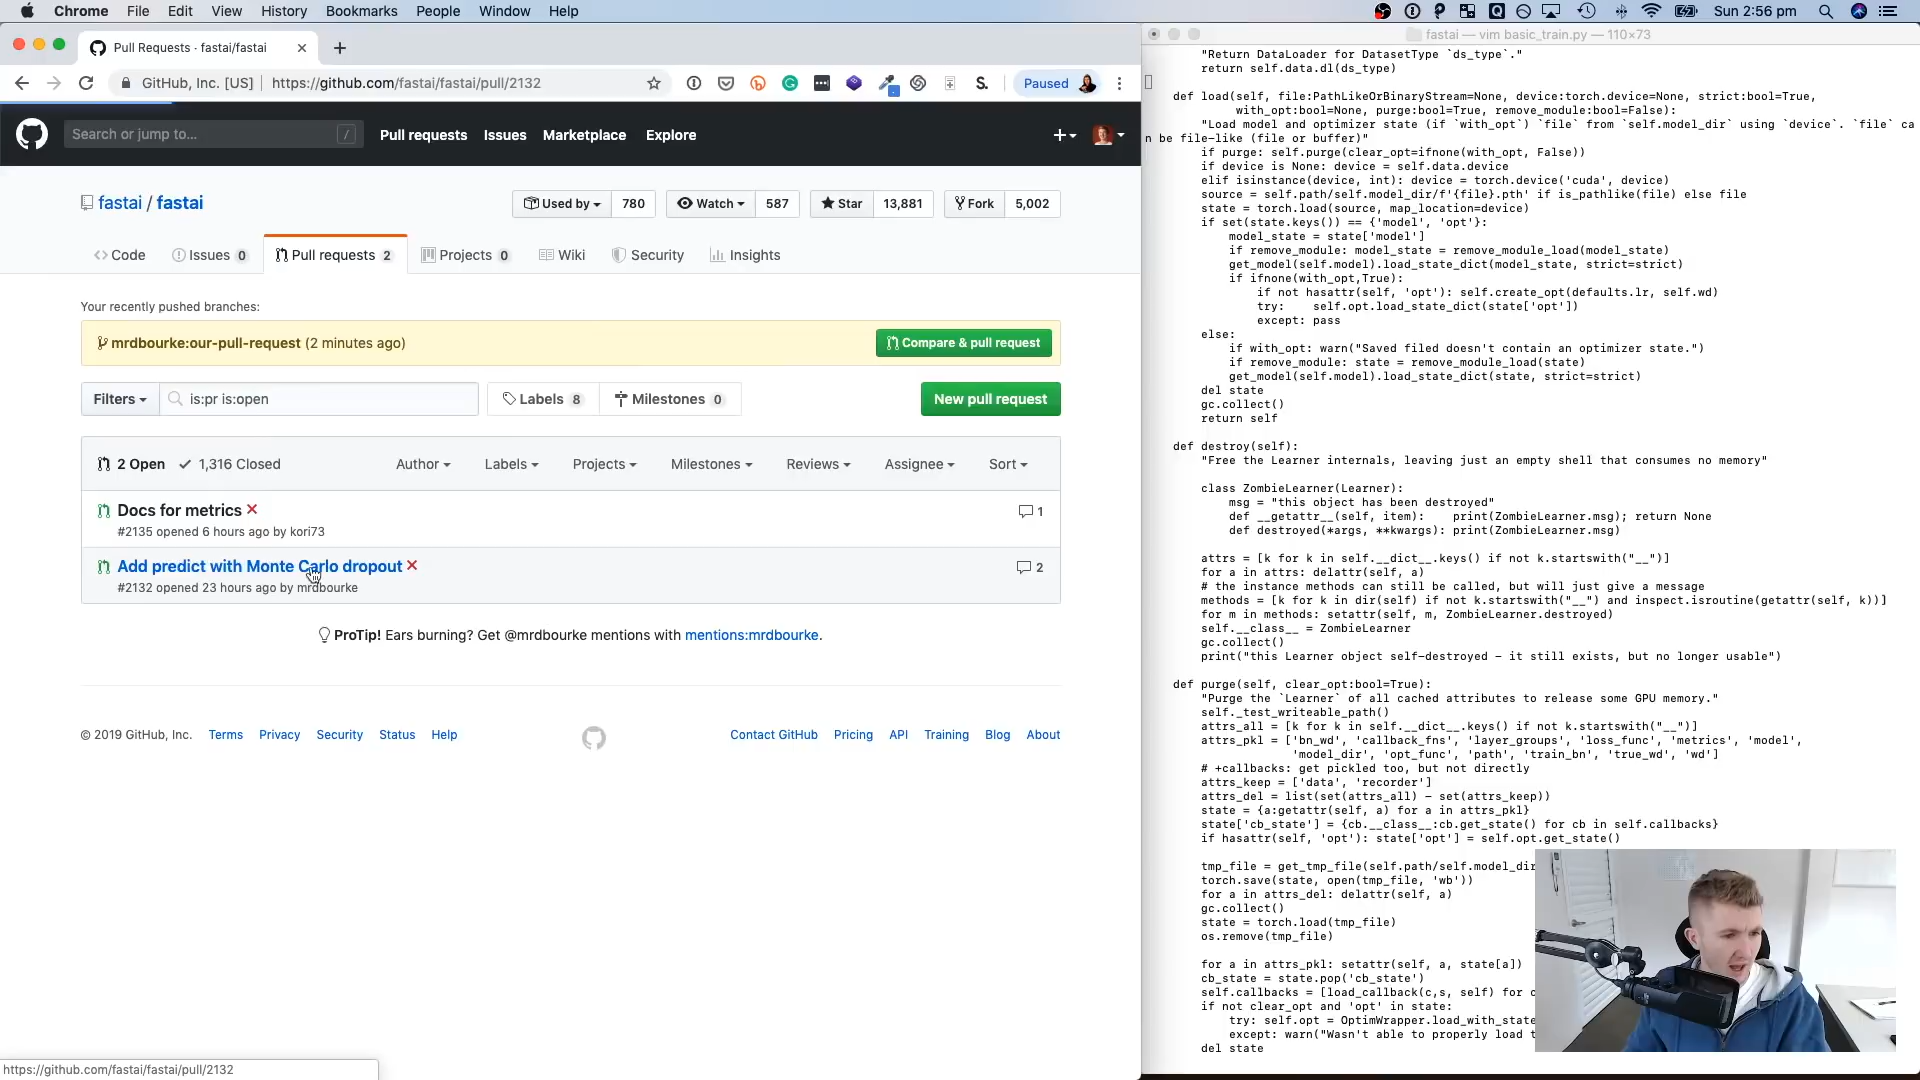 Chrome File Edit View History Bookmarks People Window Help Sun 2:56 pm
Pull Requests · fastai/fastai
GitHub, Inc. [US] https://github.com/fastai/fastai/pull/2132 Paused
Search or jump to... / Pull requests Issues Marketplace Explore
fastai / fastai Used by 780 Watch 587 Star 13,881 Fork 5,002
Code Issues 0 Pull requests 2 Projects 0 Wiki Security Insights
Your recently pushed branches:
mrdbourke:our-pull-request (2 minutes ago) Compare & pull request
Filters is:pr is:open Labels 8 Milestones 0 New pull request
2 Open 1,316 Closed Author Labels Projects Milestones Reviews Assignee Sort
Docs for metrics 1
#2135 opened 6 hours ago by kori73
Add predict with Monte Carlo dropout 2
#2132 opened 23 hours ago by mrdbourke
ProTip! Ears burning? Get @mrdbourke mentions with mentions:mrdbourke.
© 2019 GitHub, Inc. Terms Privacy Security Status Help Contact GitHub Pricing API Training Blog About
https://github.com/fastai/fastai/pull/2132
fastai — vim basic_train.py — 110×73
"Return DataLoader for DatasetType `ds_type`."
return self.data.dl(ds_type)
def load(self, file:PathLikeOrBinaryStream=None, device:torch.device=None, strict:bool=True,
with_opt:bool=None, purge:bool=True, remove_module:bool=False):
"Load model and optimizer state (if `with_opt`) `file` from `self.model_dir` using `device`. `file` ca
n be file-like (file or buffer)"
if purge: self.purge(clear_opt=ifnone(with_opt, False))
if device is None: device = self.data.device
elif isinstance(device, int): device = torch.device('cuda', device)
source = self.path/self.model_dir/f'{file}.pth' if is_pathlike(file) else file
state = torch.load(source, map_location=device)
if set(state.keys()) == {'model', 'opt'}:
model_state = state['model']
if remove_module: model_state = remove_module_load(model_state)
get_model(self.model).load_state_dict(model_state, strict=strict)
if ifnone(with_opt,True):
if not hasattr(self, 'opt'): self.create_opt(defaults.lr, self.wd)
try: self.opt.load_state_dict(state['opt'])
except: pass
else:
if with_opt: warn("Saved filed doesn't contain an optimizer state.")
if remove_module: state = remove_module_load(state)
get_model(self.model).load_state_dict(state, strict=strict)
del state
gc.collect()
return self
def destroy(self):
"Free the Learner internals, leaving just an empty shell that consumes no memory"
class ZombieLearner(Learner):
msg = "this object has been destroyed"
def __getattr__(self, item): print(ZombieLearner.msg); return None
def destroyed(*args, **kwargs): print(ZombieLearner.msg)
attrs = [k for k in self.__dict__.keys() if not k.startswith("__")]
for a in attrs: delattr(self, a)
# the instance methods can still be called, but will just give a message
methods = [k for k in dir(self) if not k.startswith("__") and inspect.isroutine(getattr(self, k))]
for m in methods: setattr(self, m, ZombieLearner.destroyed)
self.__class__ = ZombieLearner
gc.collect()
print("this Learner object self-destroyed - it still exists, but no longer usable")
def purge(self, clear_opt:bool=True):
"Purge the `Learner` of all cached attributes to release some GPU memory."
self._test_writeable_path()
attrs_all = [k for k in self.__dict__.keys() if not k.startswith("__")]
attrs_pkl = ['bn_wd', 'callback_fns', 'layer_groups', 'loss_func', 'metrics', 'model',
'model_dir', 'opt_func', 'path', 'train_bn', 'true_wd', 'wd']
# +callbacks: get pickled too, but not directly
attrs_keep = ['data', 'recorder']
attrs_del = list(set(attrs_all) - set(attrs_keep))
state = {a:getattr(self, a) for a in attrs_pkl}
state['cb_state'] = {cb.__class__:cb.get_state() for cb in self.callbacks}
if hasattr(self, 'opt'): state['opt'] = self.opt.get_state()
tmp_file = get_tmp_file(self.path/self.model_dir
torch.save(state, open(tmp_file, 'wb'))
for a in attrs_del: delattr(self, a)
gc.collect()
state = torch.load(tmp_file)
os.remove(tmp_file)
for a in attrs_pkl: setattr(self, a, state[a])
cb_state = state.pop('cb_state')
self.callbacks = [load_callback(c,s, self) for c
if not clear_opt and 'opt' in state:
try: self.opt = OptimWrapper.load_with_state
except: warn("Wasn't able to properly load t
del state